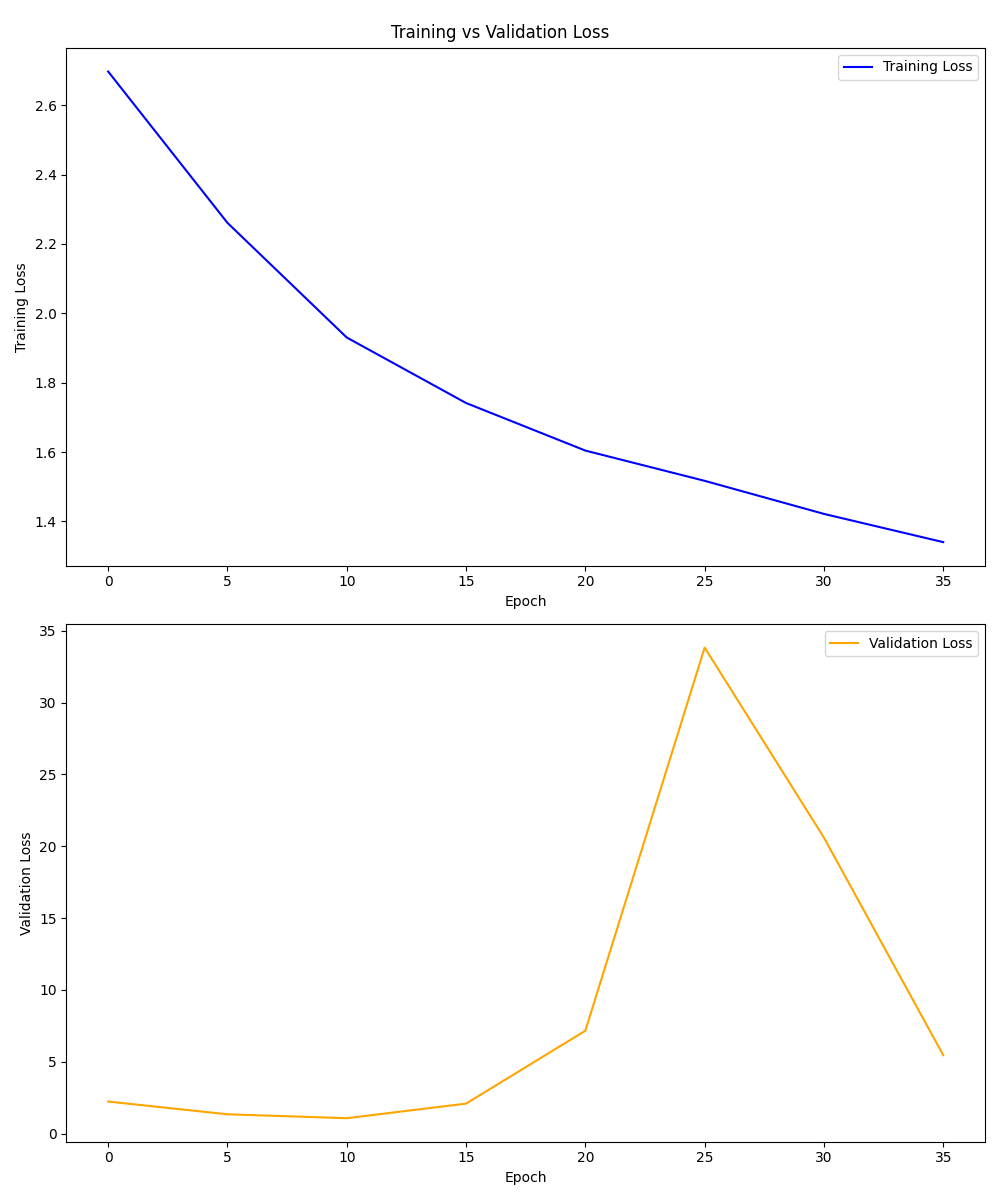 Training vs Validation Loss
Training Loss
2.6
2.4
2.2
2.0
1.8
1.6
1.4
Training Loss
0 5 10 15 20 25 30 35
Epoch
Validation Loss
35
30
25
20
15
10
5
0
Validation Loss
0 5 10 15 20 25 30 35
Epoch